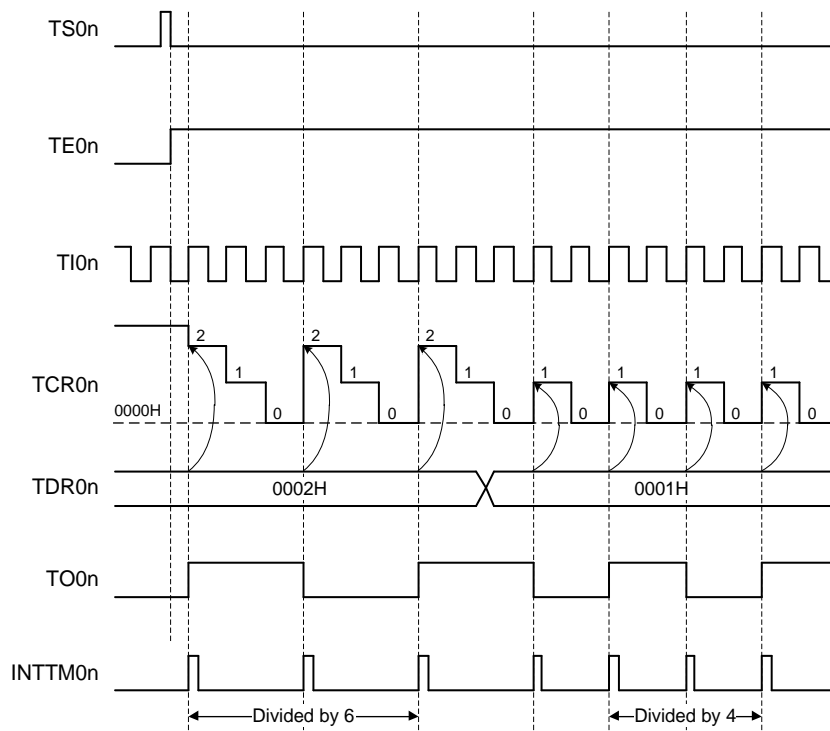 TS0n
TE0n
TI0n
TCR0n
2
1
0
2
1
0
2
1
0
1
0
1
0
1
0
1
0
0000H
TDR0n
0002H
0001H
TO0n
INTTM0n
Divided by 6
Divided by 4